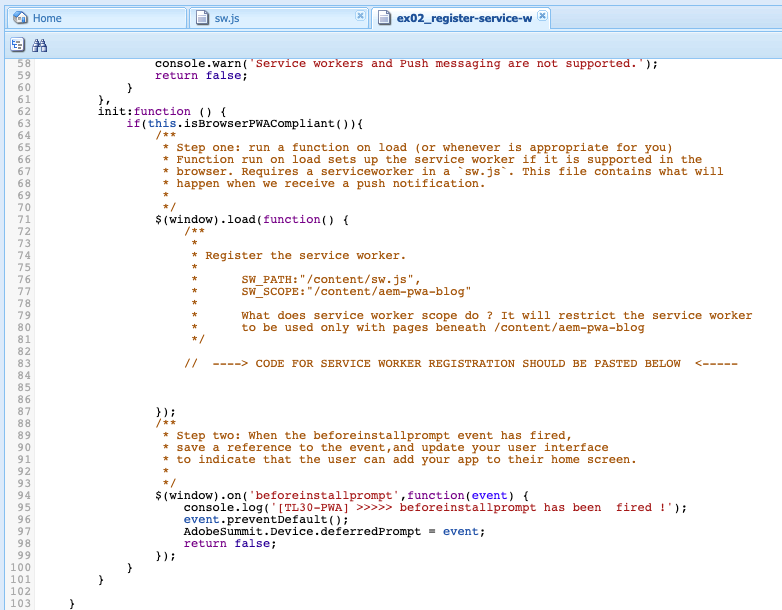 Home
sw.js
ex02_register-service-w
58 console.warn('Service workers and Push messaging are not supported.');
59 return false;
60 }
61 },
62 init:function () {
63 if(this.isBrowserPWACompliant()){
64 /**
65 * Step one: run a function on load (or whenever is appropriate for you)
66 * Function run on load sets up the service worker if it is supported in the
67 * browser. Requires a serviceworker in a `sw.js`. This file contains what will
68 * happen when we receive a push notification.
69 *
70 */
71 $(window).load(function() {
72 /**
73 *
74 * Register the service worker.
75 *
76 * SW_PATH:"/content/sw.js",
77 * SW_SCOPE:"/content/aem-pwa-blog"
78 *
79 * What does service worker scope do ? It will restrict the service worker
80 * to be used only with pages beneath /content/aem-pwa-blog
81 */
82
83 // ----> CODE FOR SERVICE WORKER REGISTRATION SHOULD BE PASTED BELOW <-----
84
85
86
87 });
88 /**
89 * Step two: When the beforeinstallprompt event has fired,
90 * save a reference to the event,and update your user interface
91 * to indicate that the user can add your app to their home screen.
92 *
93 */
94 $(window).on('beforeinstallprompt',function(event) {
95 console.log('[TL30-PWA] >>>>> beforeinstallprompt has been  fired !');
96 event.preventDefault();
97 AdobeSummit.Device.deferredPrompt = event;
98 return false;
99 });
100 }
101 }
102
103 }